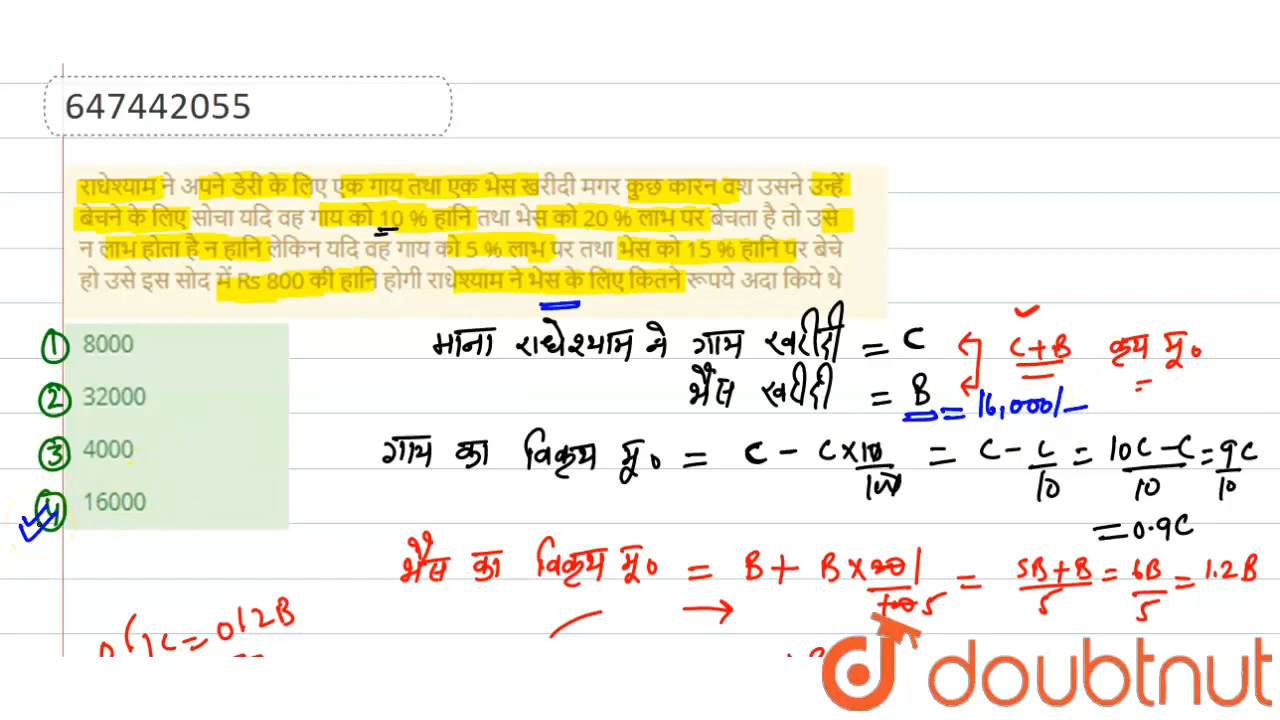 647442055
राधेश्याम ने अपने डेरी के लिए एक गाय तथा एक भेस खरीदी मगर कुछ कारन वश उसने उन्हें
बेचने के लिए सोचा यदि वह गाय को 10 % हानि तथा भेस को 20 % लाभ पर बेचता है तो उसे
न लाभ होता है न हानि लेकिन यदि वह गाय को 5 % लाभ पर तथा भेस को 15 % हानि पर बेचे
हो उसे इस सोद में Rs 800 की हानि होगी राधेश्याम ने भेस के लिए कितने रूपये अदा किये थे
① 8000
② 32000
③ 4000
④ 16000
माना राधेश्याम ने गाय खरीदी = C
C+B क्रय मू०
भैंस खरीदी = B = 16,000/-
गाय का विक्रय मू० = C - C×10/100 = C - C/10 = 10C-C/10 = 9C/10
= 0.9C
भैंस का विक्रय मू० = B + B×20/100 5 = 5B+B/5 = 6B/5 = 1.2B
doubtnut